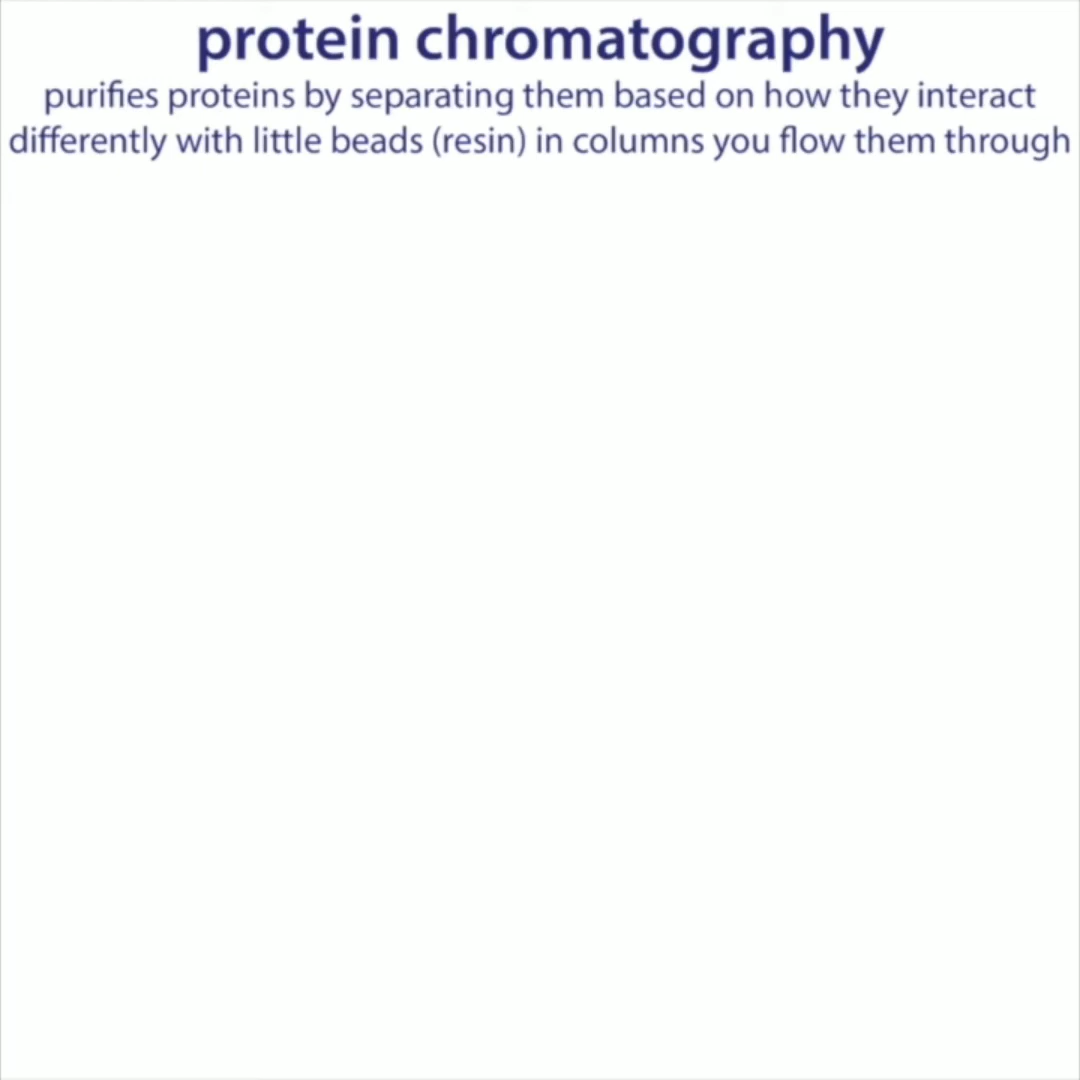 protein chromatography
purifies proteins by separating them based on how they interact
differently with little beads (resin) in columns you flow them through